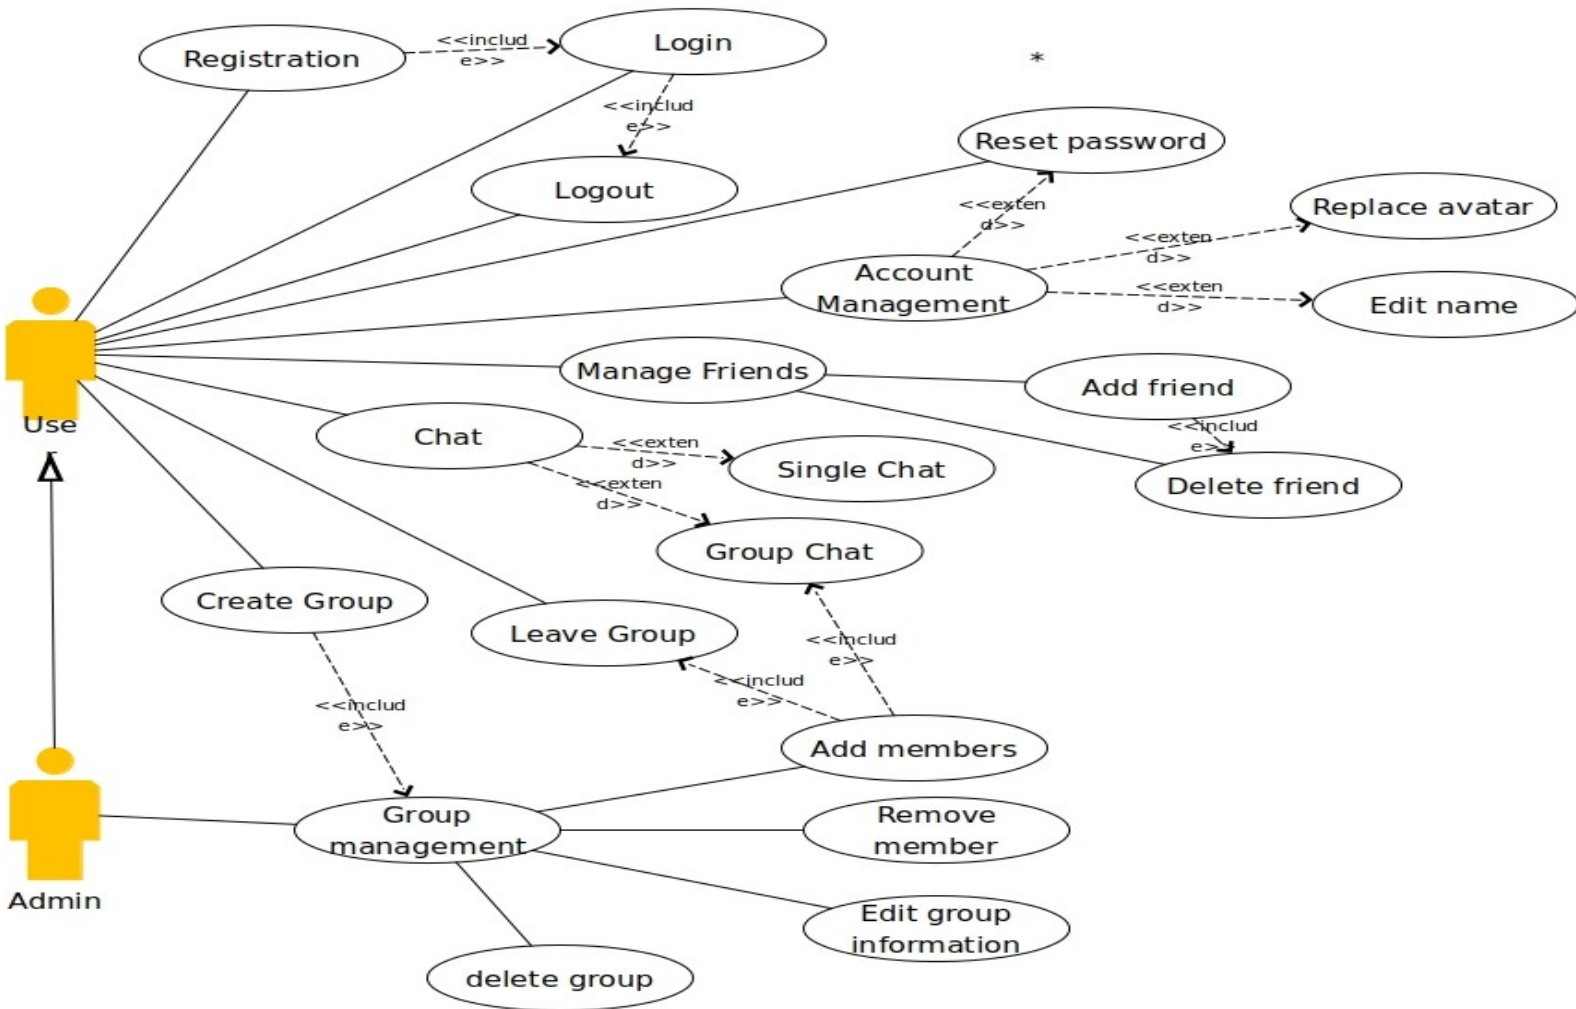 Registration
<<includ
e>>
Login
*
<<includ
e>>
Reset password
Logout
<<exten
d>>
Replace avatar
<<exten
d>>
Account
Management
<<exten
d>>
Edit name
Manage Friends
Add friend
Use
r
Chat
<<exten
d>>
<<includ
e>>
Single Chat
Delete friend
<<exten
d>>
Group Chat
Create Group
Leave Group
<<includ
e>>
<<includ
e>>
<<includ
e>>
Add members
Group
management
Remove
member
Admin
Edit group
information
delete group